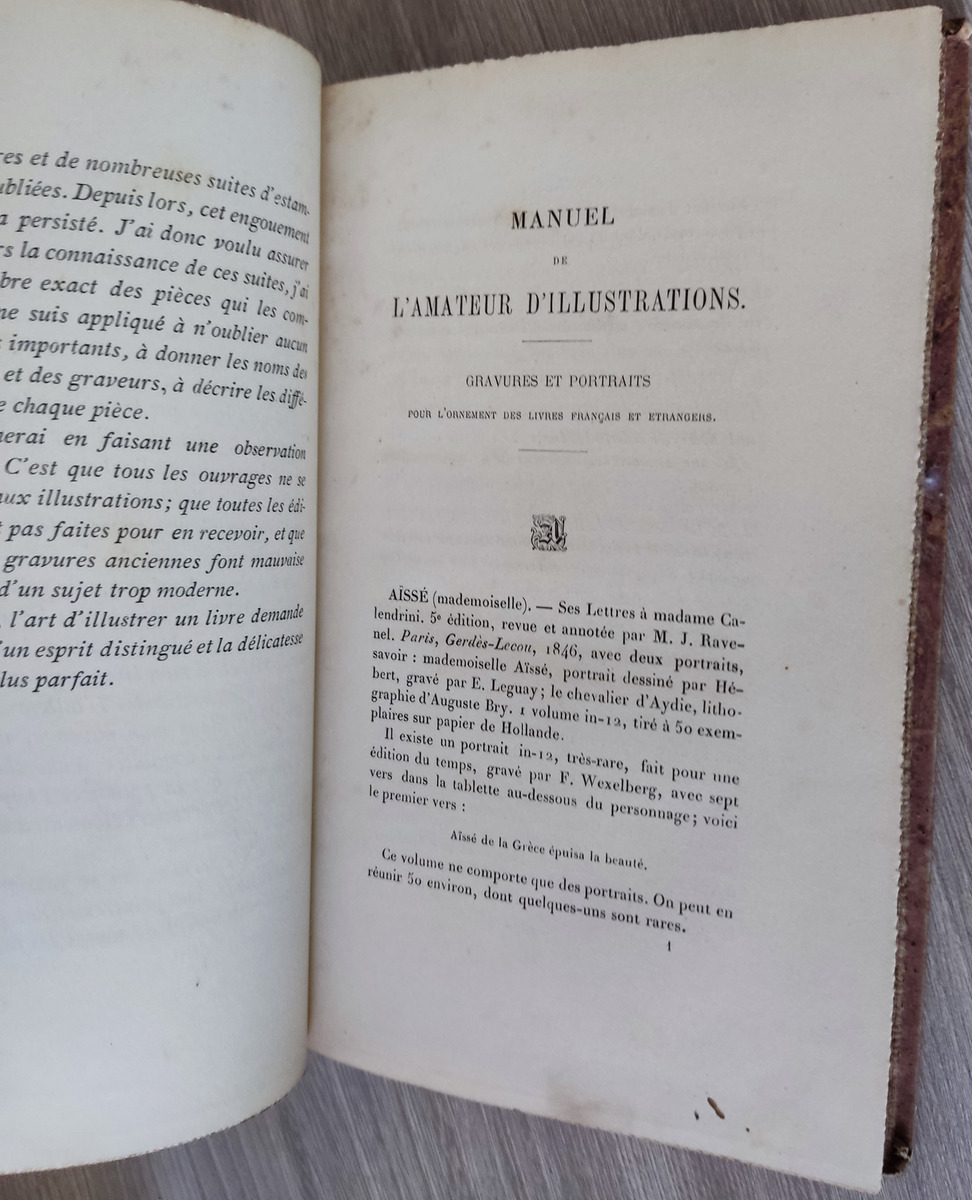 et de nombreuses suites d'estam-
Depuis lors, cet engouement
persisté. J'ai donc voulu assurer
la connaissance de ces suites, j'ai
exact des pièces qui les com-
suis appliqué à n'oublier aucun
importants, à donner les noms des
et des graveurs, à décrire les diffé-
chaque pièce.
en faisant une observation
C'est que tous les ouvrages ne se
aux illustrations; que toutes les édi-
pas faites pour en recevoir, et que
gravures anciennes font mauvaise
d'un sujet trop moderne.
l'art d'illustrer un livre demande
d'un esprit distingué et la délicatesse
plus parfait.
MANUEL
DE
L'AMATEUR D'ILLUSTRATIONS.
GRAVURES ET PORTRAITS
POUR L'ORNEMENT DES LIVRES FRANÇAIS ET ETRANGERS.
A
AÏSSÉ (mademoiselle). — Ses Lettres à madame Ca-
lendrini. 5e édition, revue et annotée par M. J. Rave-
nel. Paris, Gerdès-Lecou, 1846, avec deux portraits,
savoir : mademoiselle Aïssé, portrait dessiné par Hé-
bert, gravé par E. Leguay; le chevalier d'Aydie, litho-
graphie d'Auguste Bry. 1 volume in-12, tiré à 50 exem-
plaires sur papier de Hollande.
Il existe un portrait in-12, très-rare, fait pour une
édition du temps, gravé par F. Wexelberg, avec sept
vers dans la tablette au-dessous du personnage; voici
le premier vers :
Aïssé de la Grèce épuisa la beauté.
Ce volume ne comporte que des portraits. On peut en
réunir 50 environ, dont quelques-uns sont rares.
1